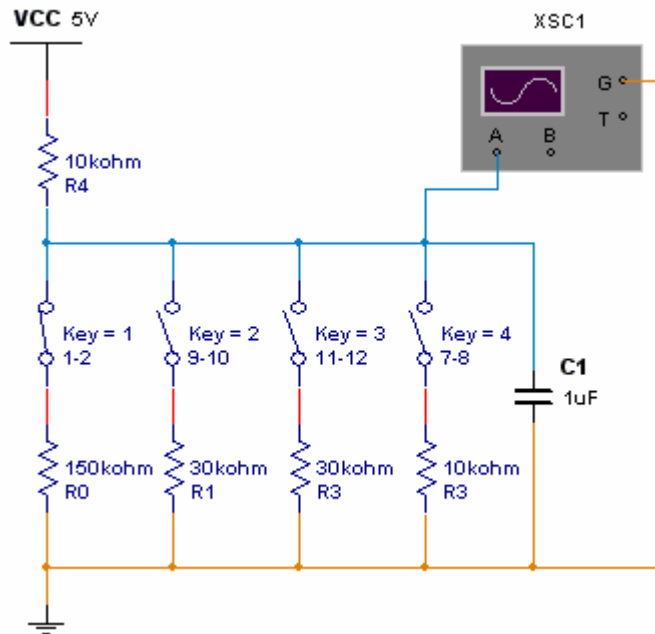 VCC 5V
XSC1
G
T
A B
10kohm
R4
Key = 1
1-2
Key = 2
9-10
Key = 3
11-12
Key = 4
7-8
C1
1uF
150kohm
R0
30kohm
R1
30kohm
R3
10kohm
R3